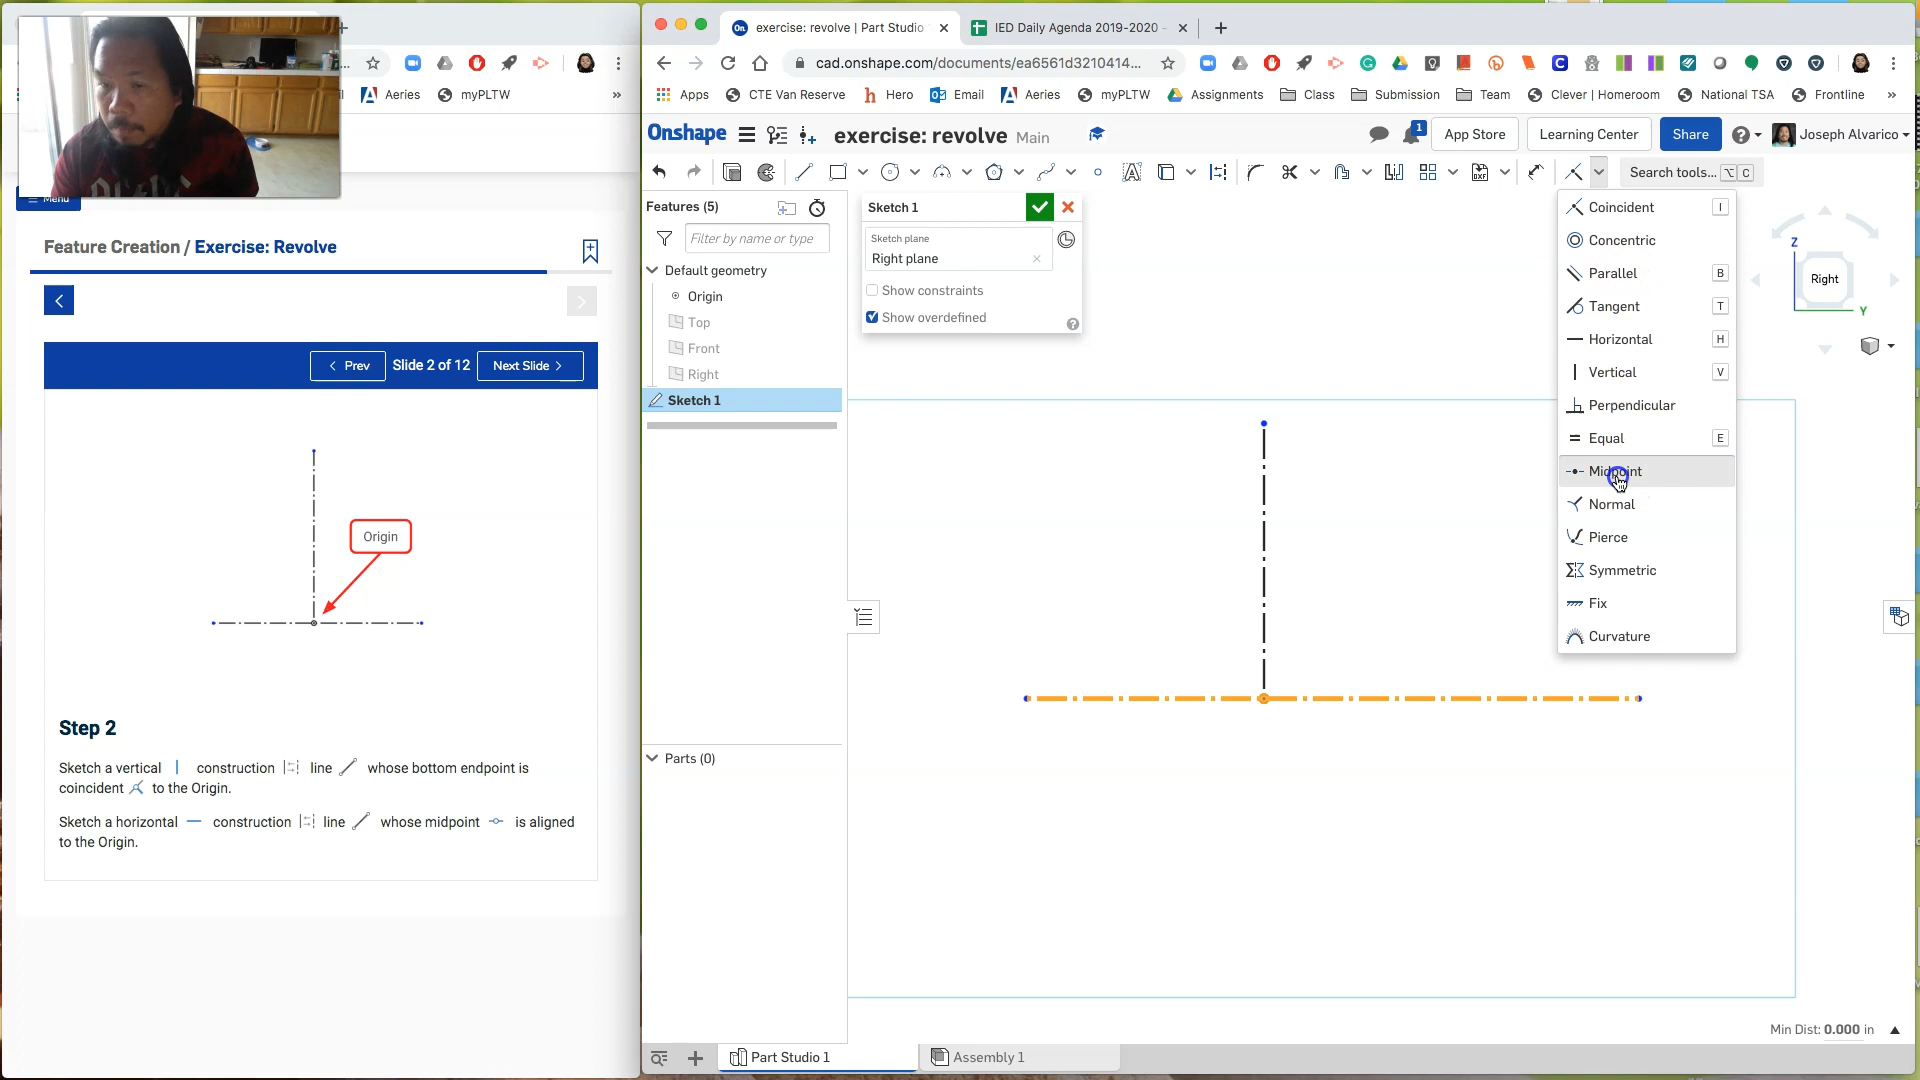 exercise: revolve | Part Studio
IED Daily Agenda 2019-2020 -
cad.onshape.com/documents/ea6561d3210414...
Aeries
myPLTW
»
Apps
CTE Van Reserve
Hero
Email
Aeries
myPLTW
Assignments
Class
Submission
Team
Clever | Homeroom
National TSA
Frontline
»
Onshape
exercise: revolve Main
1
App Store
Learning Center
Share
Joseph Alvarico
Search tools... ⌥ C
Menu
Feature Creation / Exercise: Revolve
< Prev
Slide 2 of 12
Next Slide >
Origin
Step 2
Sketch a vertical construction line whose bottom endpoint is
coincident to the Origin.
Sketch a horizontal construction line whose midpoint is aligned
to the Origin.
Features (5)
Filter by name or type
Default geometry
Origin
Top
Front
Right
Sketch 1
Parts (0)
Sketch 1
Sketch plane
Right plane
Show constraints
Show overdefined
Coincident I
Concentric
Parallel B
Tangent T
Horizontal H
Vertical V
Perpendicular
Equal E
Midpoint
Normal
Pierce
Symmetric
Fix
Curvature
Z
Right
Y
Min Dist: 0.000 in
Part Studio 1
Assembly 1